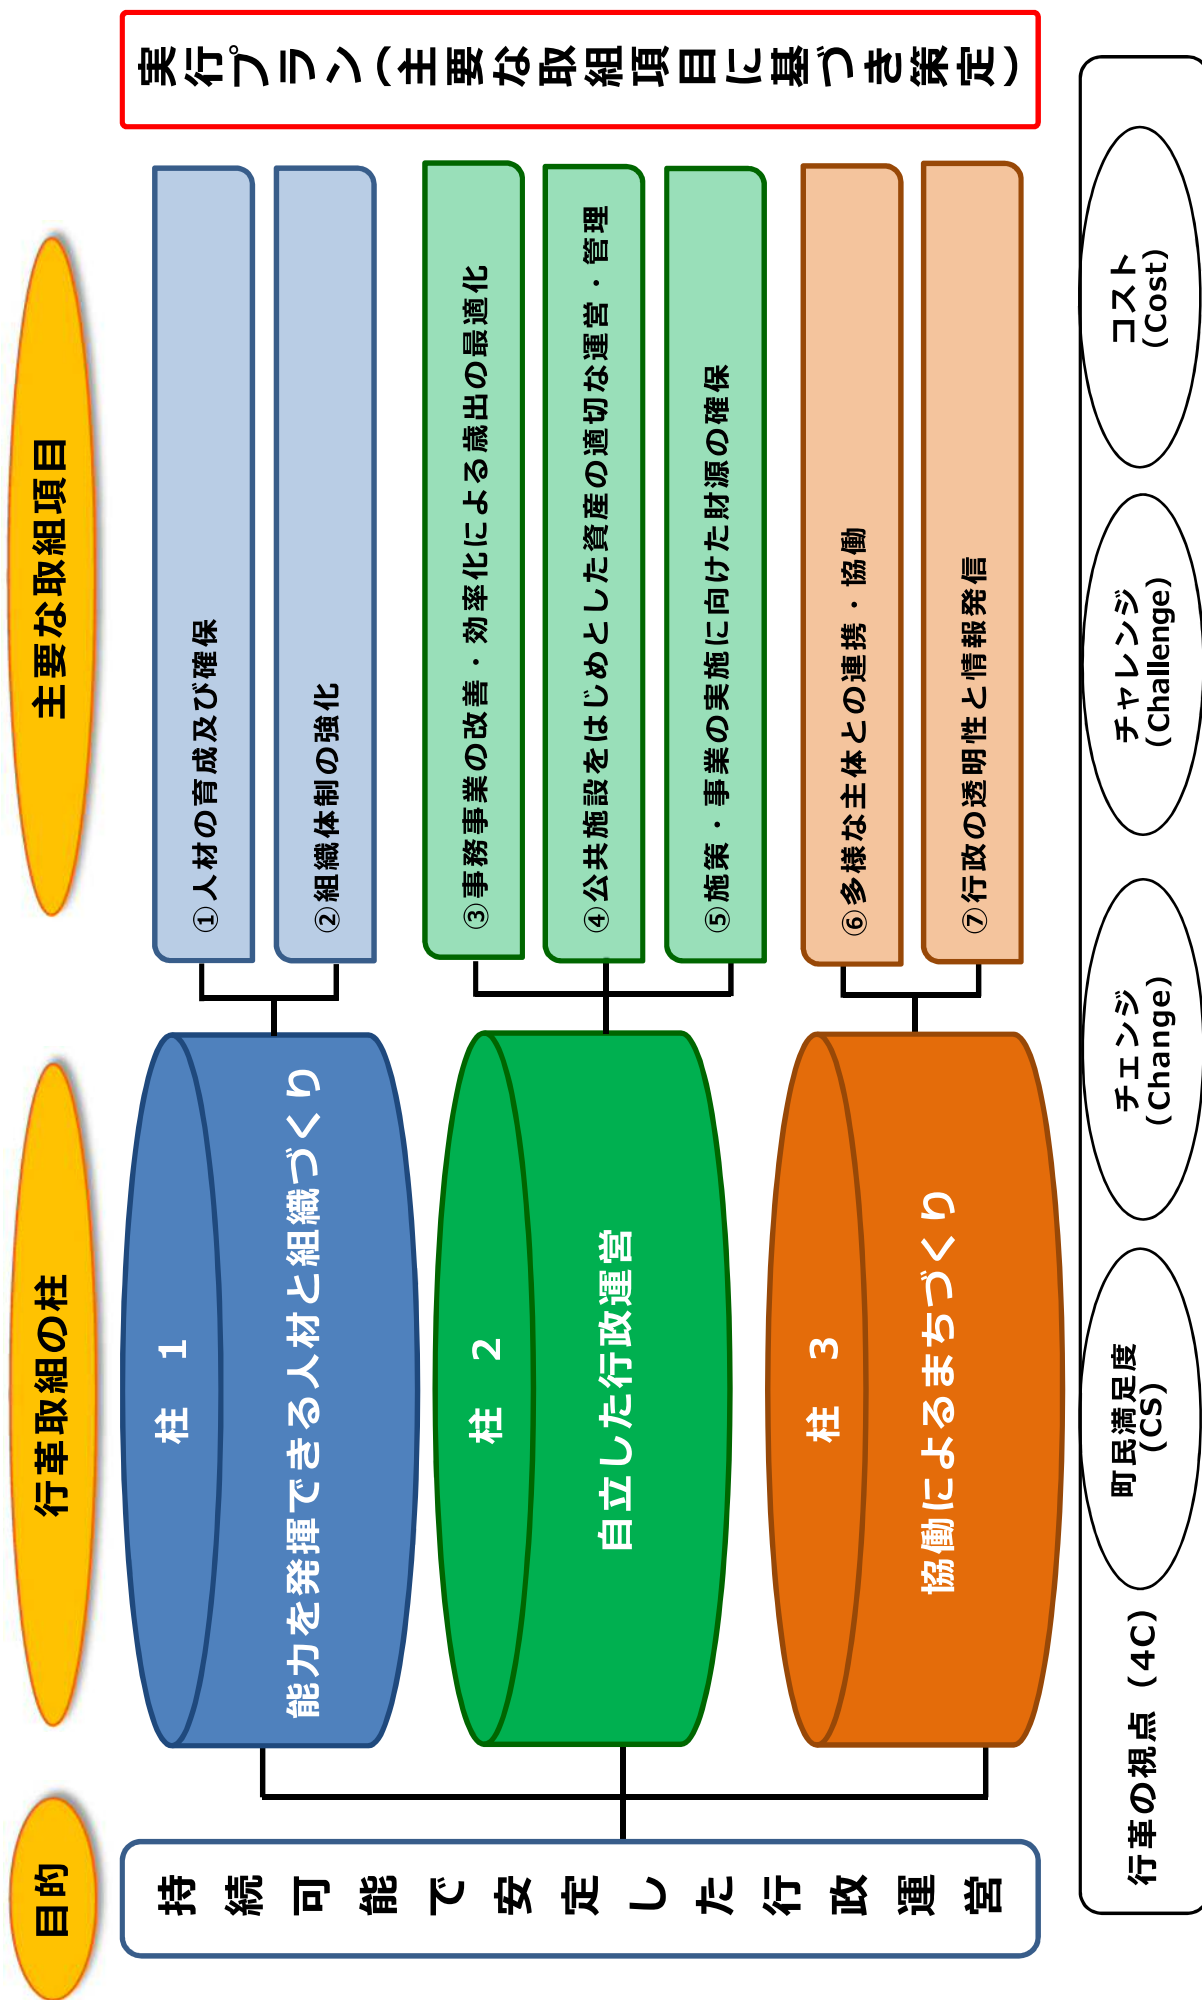 目的
行革取組の柱
主要な取組項目
持続可能で安定した行政運営
柱　1
能力を発揮できる人材と組織づくり
①人材の育成及び確保
②組織体制の強化
柱　2
自立した行政運営
③事務事業の改善・効率化による歳出の最適化
④公共施設をはじめとした資産の適切な運営・管理
⑤施策・事業の実施に向けた財源の確保
柱　3
協働によるまちづくり
⑥多様な主体との連携・協働
⑦行政の透明性と情報発信
実行プラン（主要な取組項目に基づき策定）
行革の視点（4C）
町民満足度
(CS)
チェンジ
(Change)
チャレンジ
(Challenge)
コスト
(Cost)